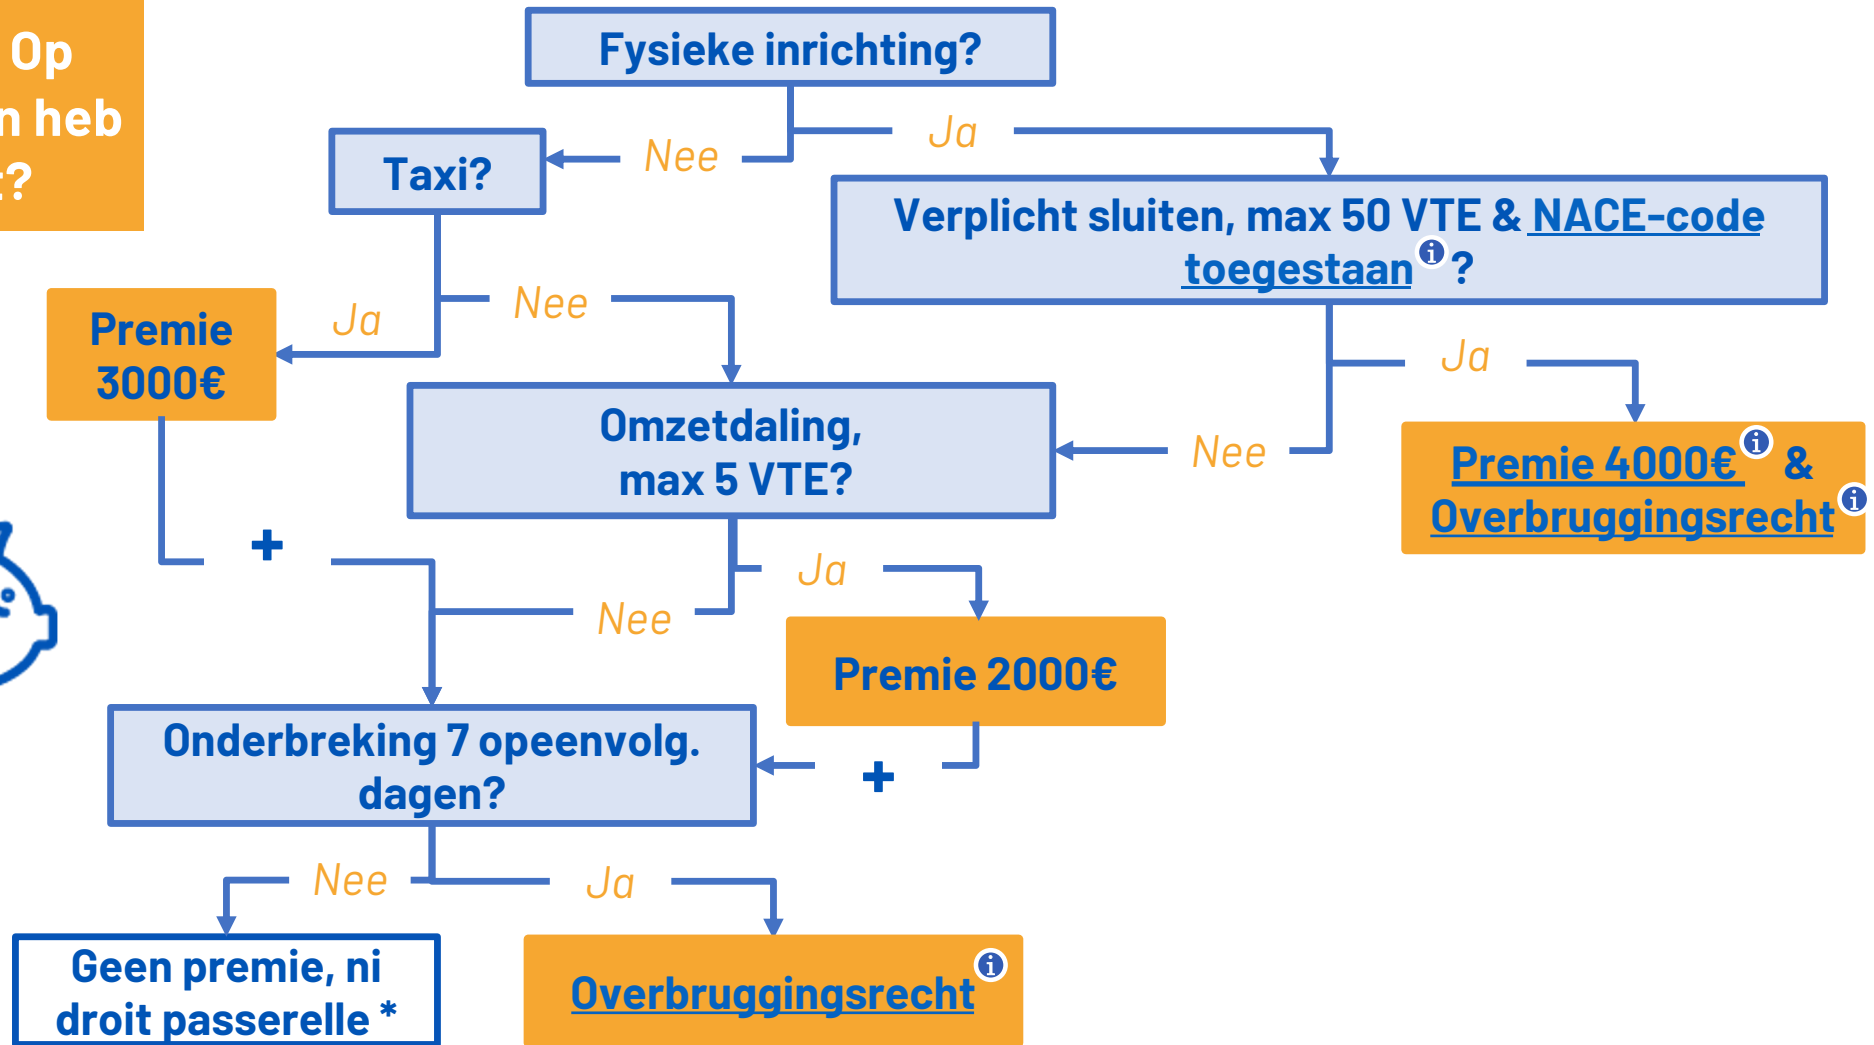 Op
n heb
t?
Fysieke inrichting?
Nee
Ja
Taxi?
Verplicht sluiten, max 50 VTE & NACE-code
toegestaan ?
Ja
Nee
Premie
3000€
Omzetdaling,
max 5 VTE?
Nee
Ja
Premie 4000€ &
Overbruggingsrecht
+
Nee
Ja
Premie 2000€
Onderbreking 7 opeenvolg.
dagen?
+
Nee
Ja
Geen premie, ni
droit passerelle *
Overbruggingsrecht